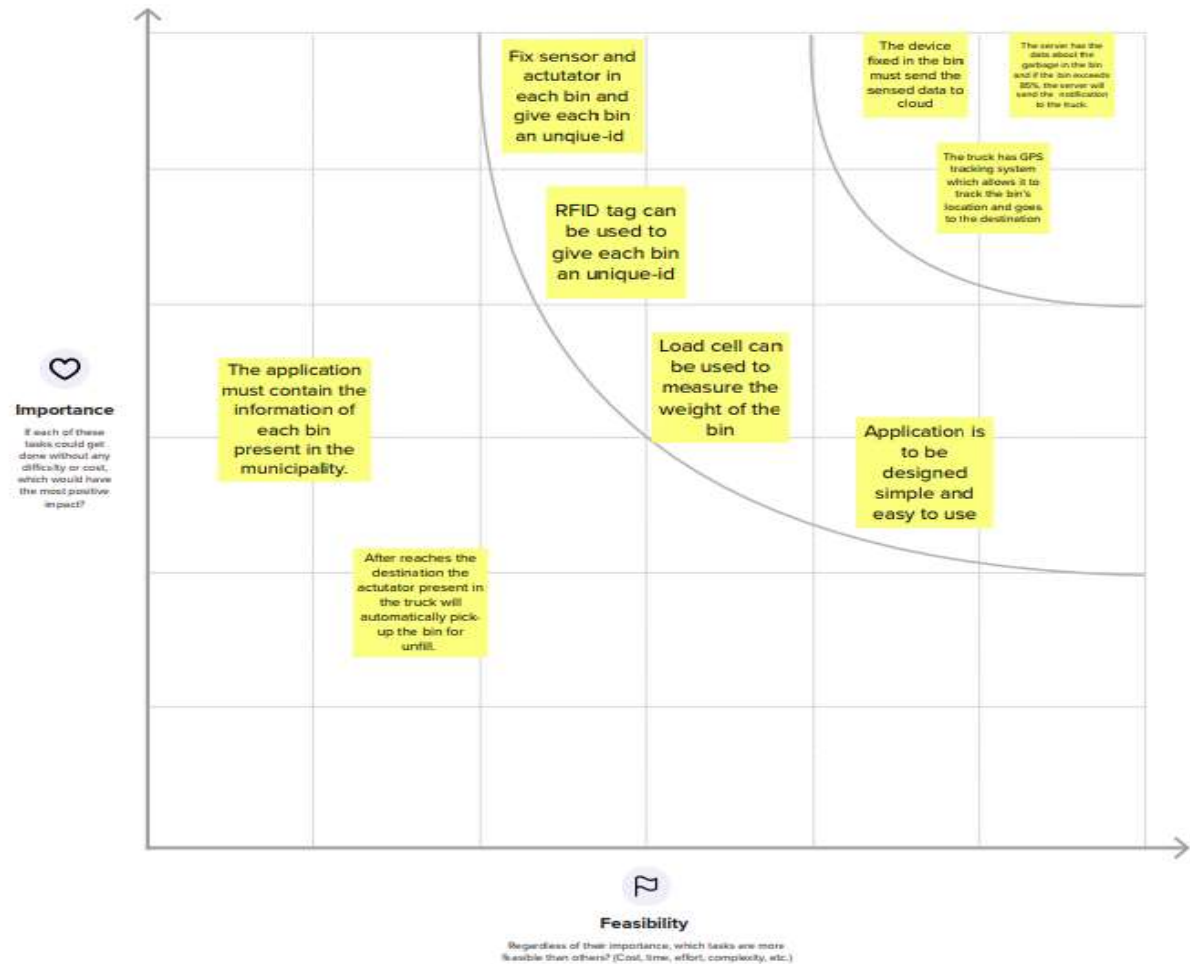 Fix sensor and
actutator in
each bin and
give each bin
an unqiue-id
The device
fixed in the bin
must send the
sensed data to
cloud
The server has the
data about the
garbage in the bin
and if the bin exceeds
85%, the server will
send the notification
to the truck.
The truck has GPS
tracking system
which allows it to
track the bin's
location and goes
to the destination
RFID tag can
be used to
give each bin
an unique-id
Load cell can
be used to
measure the
weight of the
bin
The application
must contain the
information of
each bin
present in the
municipality.
Application is
to be
designed
simple and
easy to use
After reaches the
destination the
actutator present in
the truck will
automatically pick-
up the bin for
unfill.
Importance
If each of these
tasks could get
done without any
difficulty or cost,
which would have
the most positive
impact?
Feasibility
Regardless of their importance, which tasks are more
feasible than others? (Cost, time, effort, complexity, etc.)